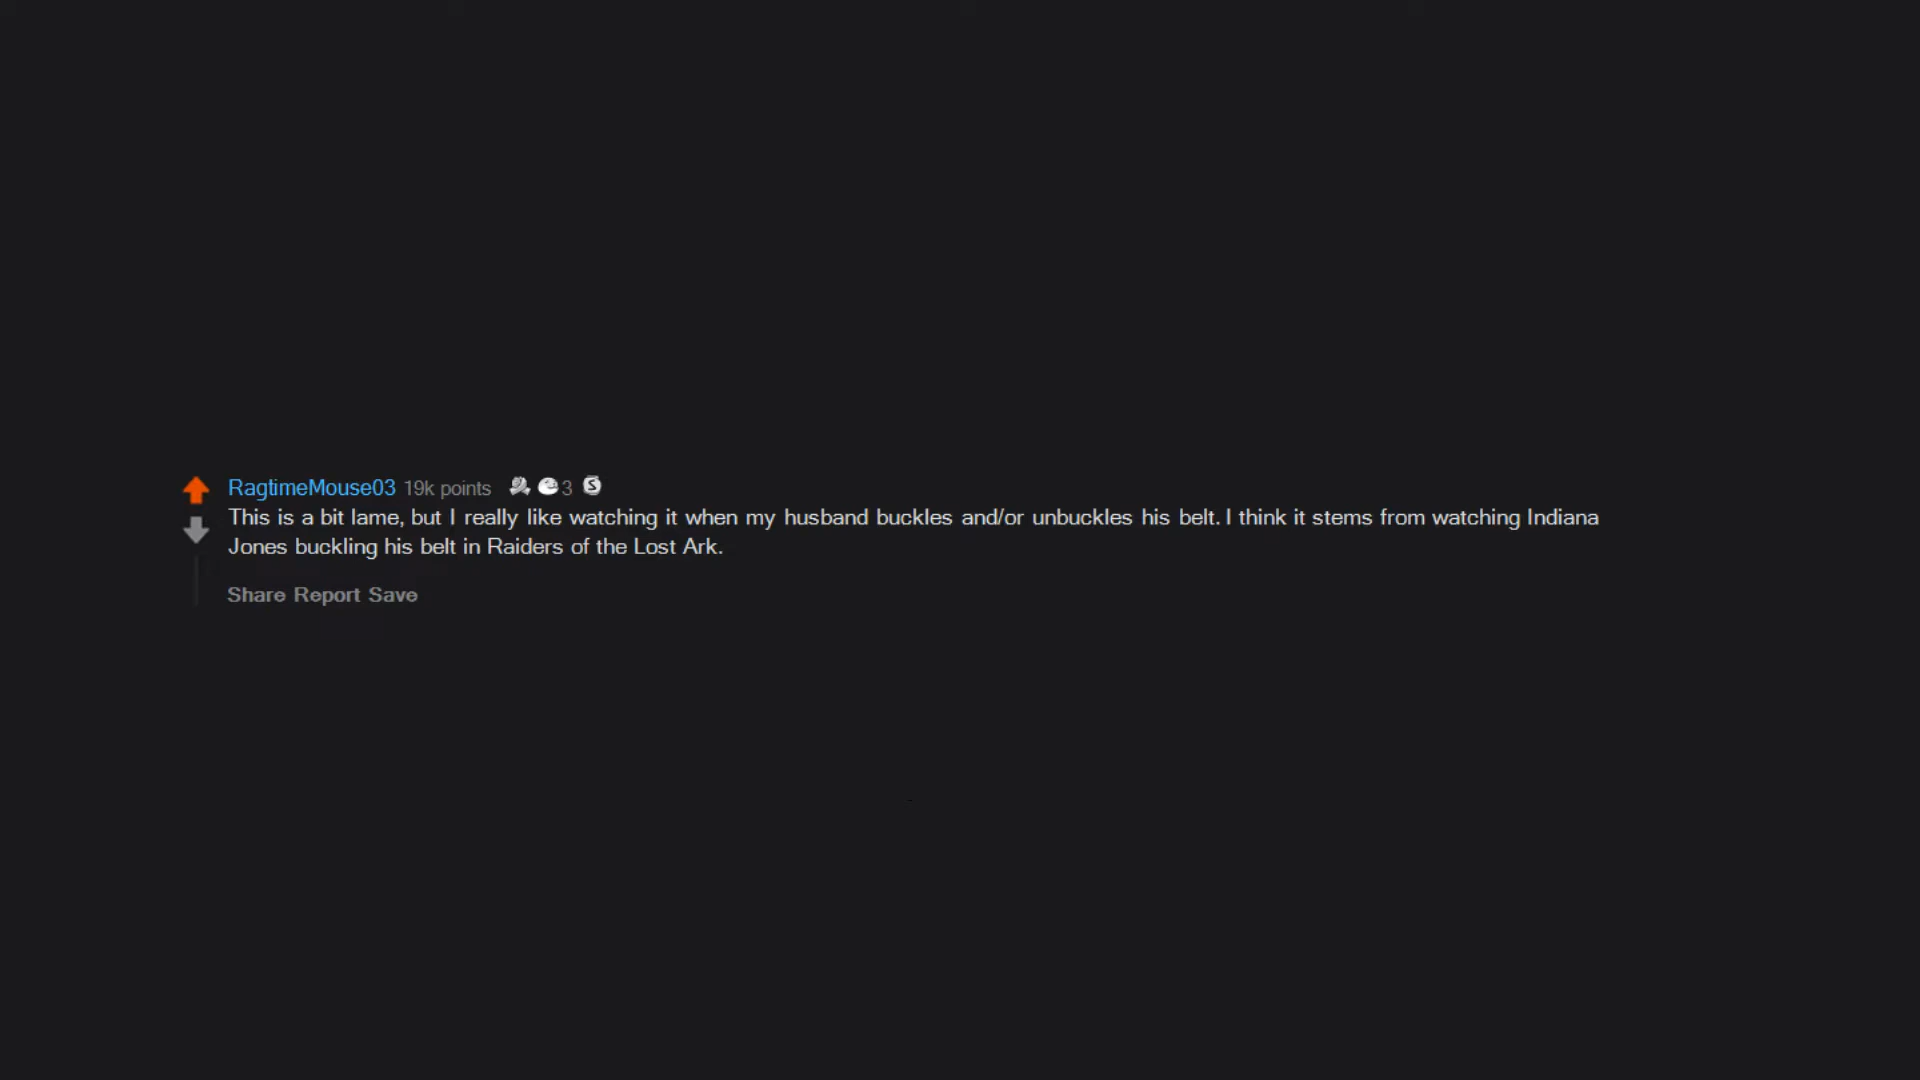 RagtimeMouse03 19k points 3 S
This is a bit lame, but I really like watching it when my husband buckles and/or unbuckles his belt. I think it stems from watching Indiana
Jones buckling his belt in Raiders of the Lost Ark.
Share Report Save